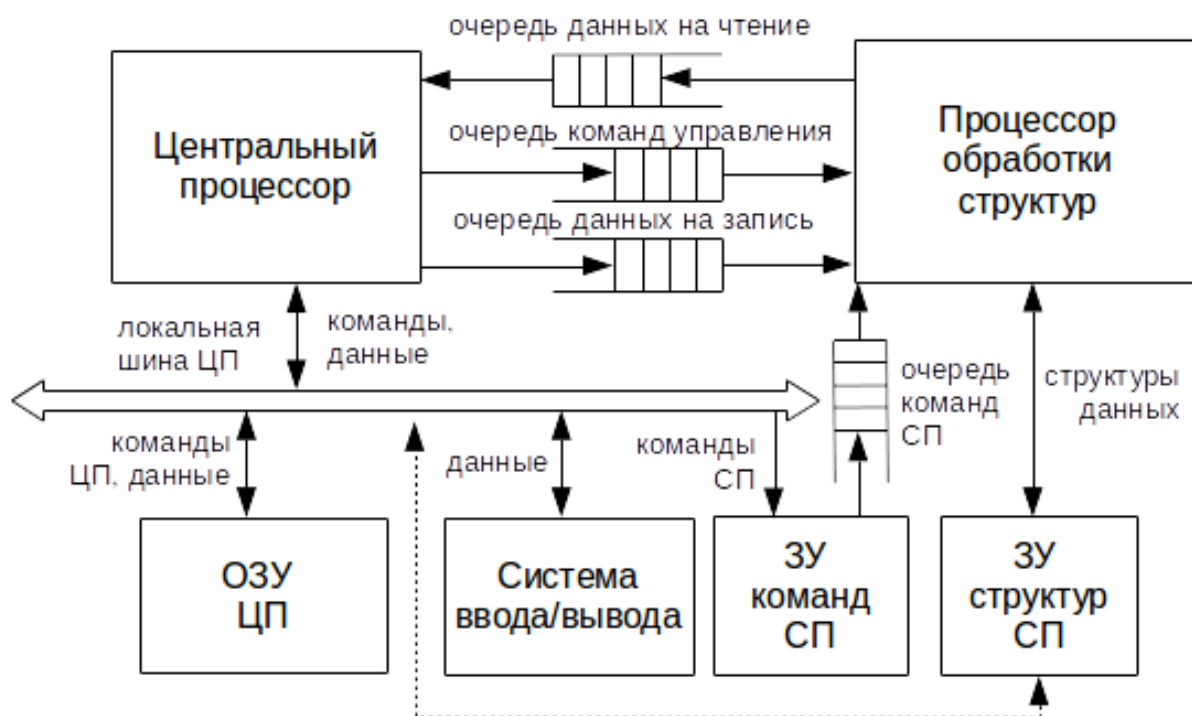 очередь данных на чтение
Центральный
процессор
очередь команд управления
очередь данных на запись
Процессор
обработки
структур
локальная
шина ЦП
команды,
данные
очередь
команд
СП
структуры
данных
команды
ЦП, данные
данные
команды
СП
ОЗУ
ЦП
Система
ввода/вывода
ЗУ
команд
СП
ЗУ
структур
СП